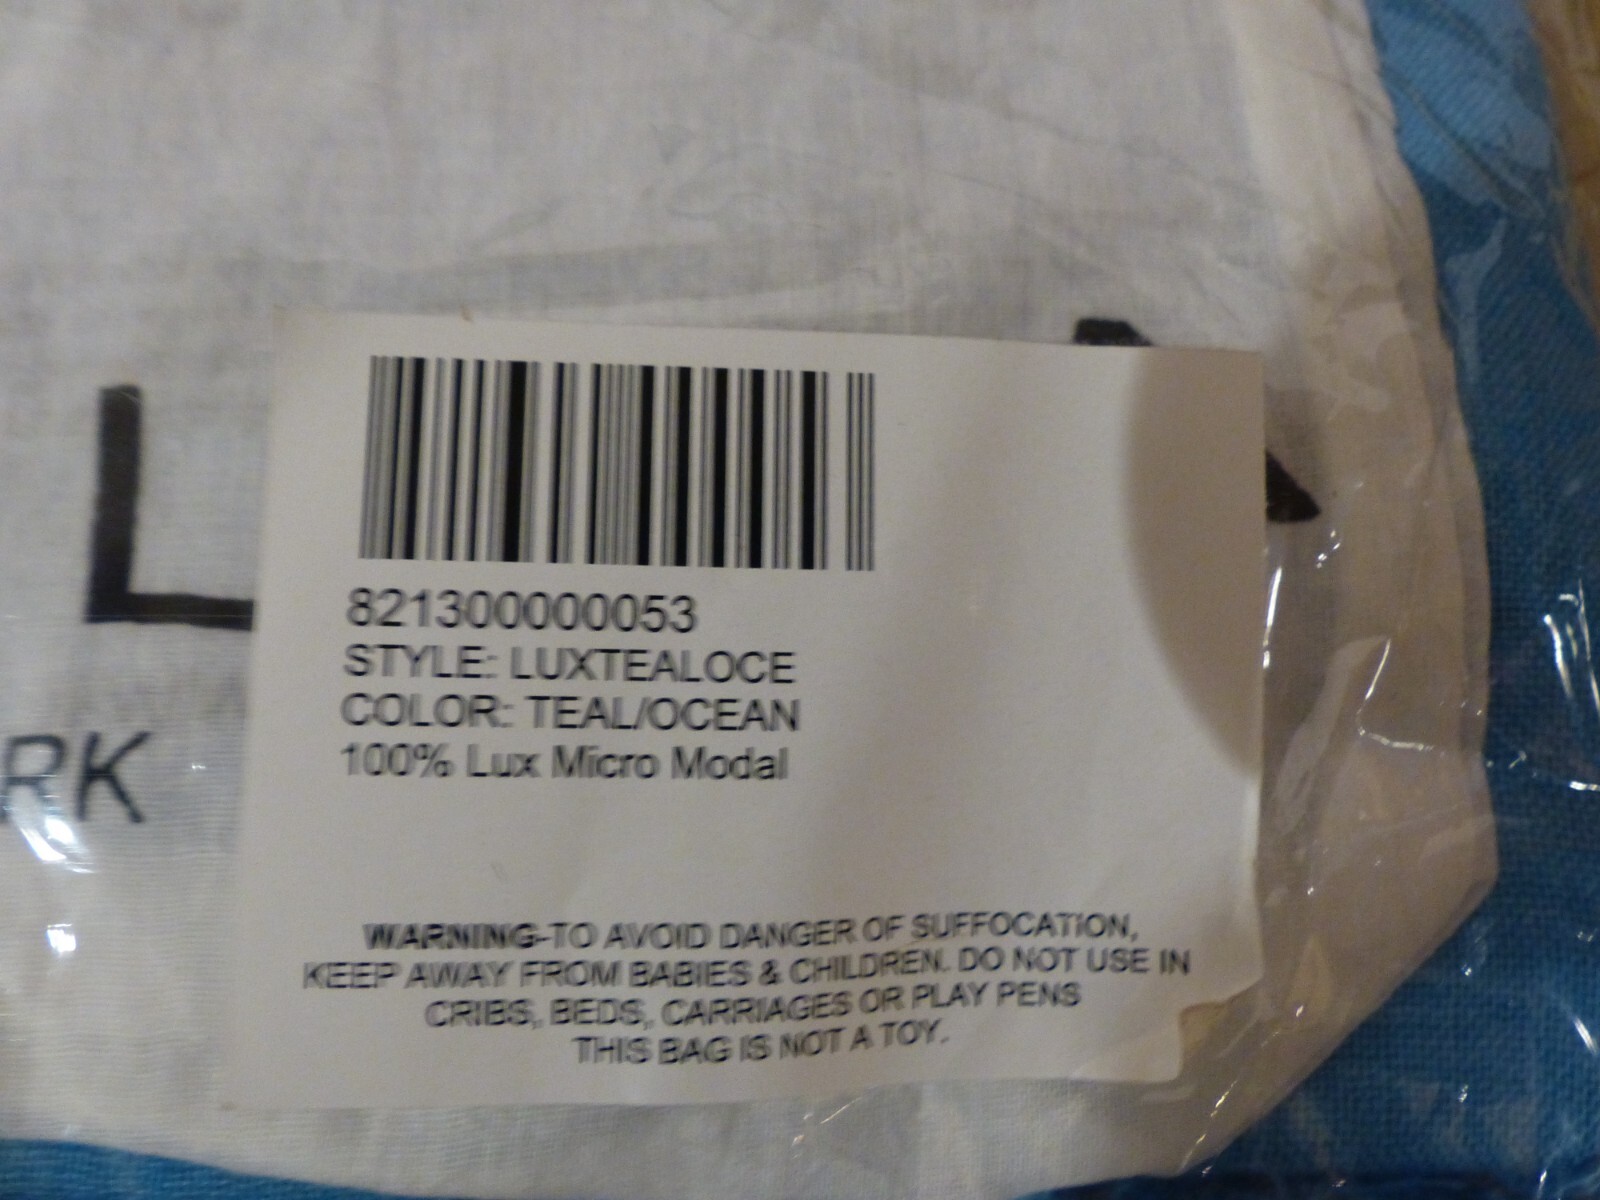 L
RK
821300000053
STYLE: LUXTEALOCE
COLOR: TEAL/OCEAN
100% Lux Micro Modal
WARNING-TO AVOID DANGER OF SUFFOCATION,
KEEP AWAY FROM BABIES & CHILDREN. DO NOT USE IN
CRIBS, BEDS, CARRIAGES OR PLAY PENS
THIS BAG IS NOT A TOY.